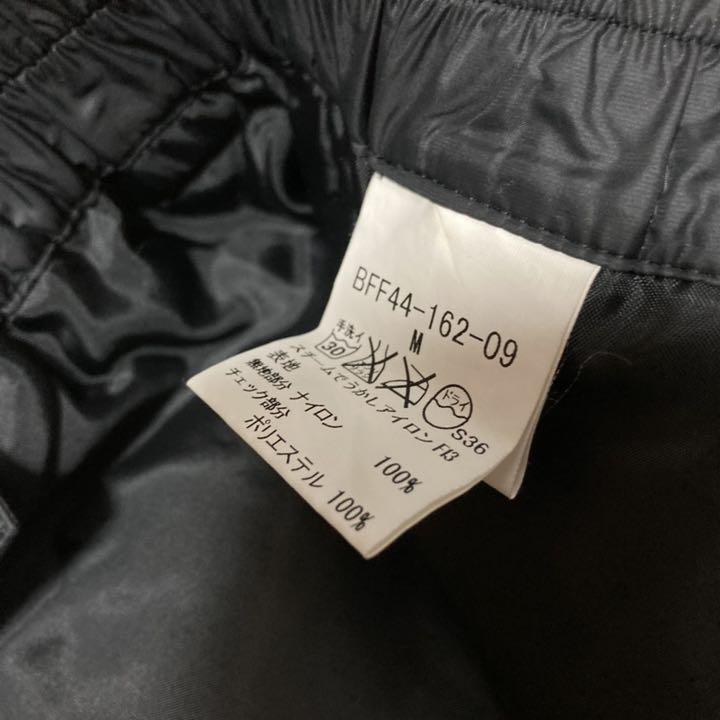 BFF44-162-09
M
手洗イ
30
ドライ
スチームでうかしアイロン F13
S36
表地
無地部分 ナイロン 100%
チェック部分
ポリエステル 100%